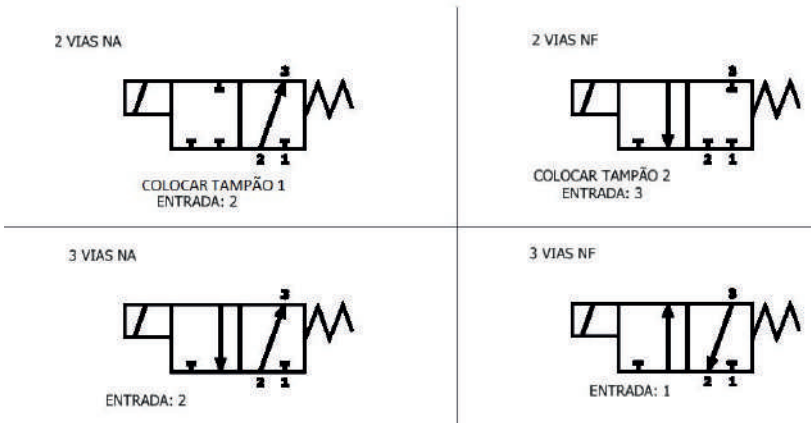 2 VIAS NA
3
2 1
COLOCAR TAMPÃO 1
ENTRADA: 2
2 VIAS NF
3
2 1
COLOCAR TAMPÃO 2
ENTRADA: 3
3 VIAS NA
3
2 1
ENTRADA: 2
3 VIAS NF
3
2 1
ENTRADA: 1